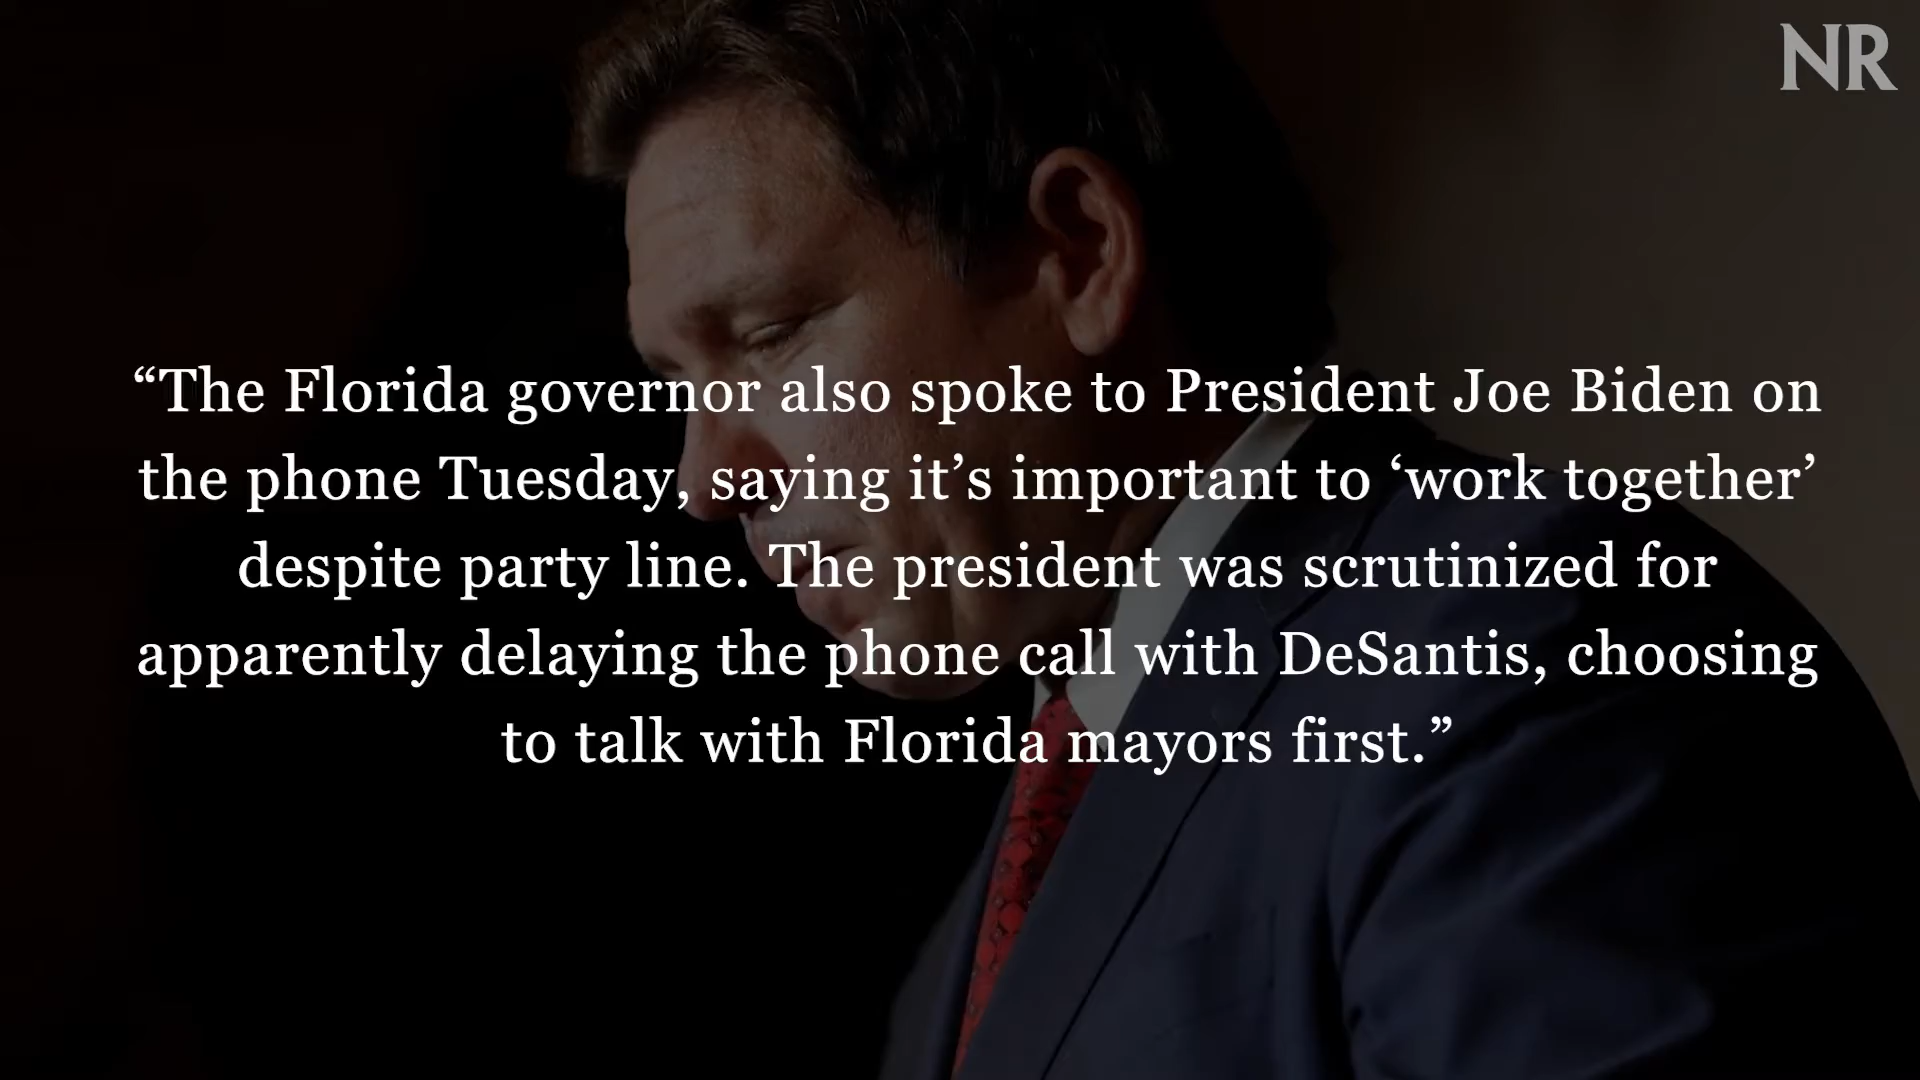 NR
“The Florida governor also spoke to President Joe Biden on
the phone Tuesday, saying it’s important to ‘work together’
despite party line. The president was scrutinized for
apparently delaying the phone call with DeSantis, choosing
to talk with Florida mayors first.”